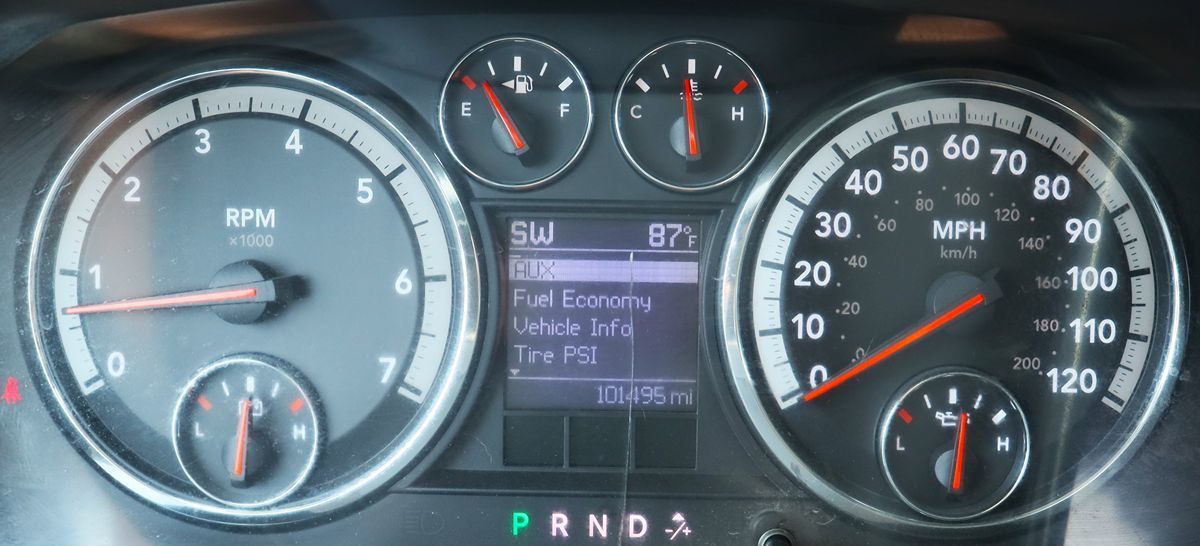 E F
C H
0
1
2
3
4
5
6
7
RPM
x1000
L H
SW 87°F
AUX
Fuel Economy
Vehicle Info
Tire PSI
101495 mi
0
10
20
30
40
50
60
70
80
90
100
110
120
MPH
km/h
0
20
40
60
80
100
120
140
160
180
200
L H
P R N D -/+